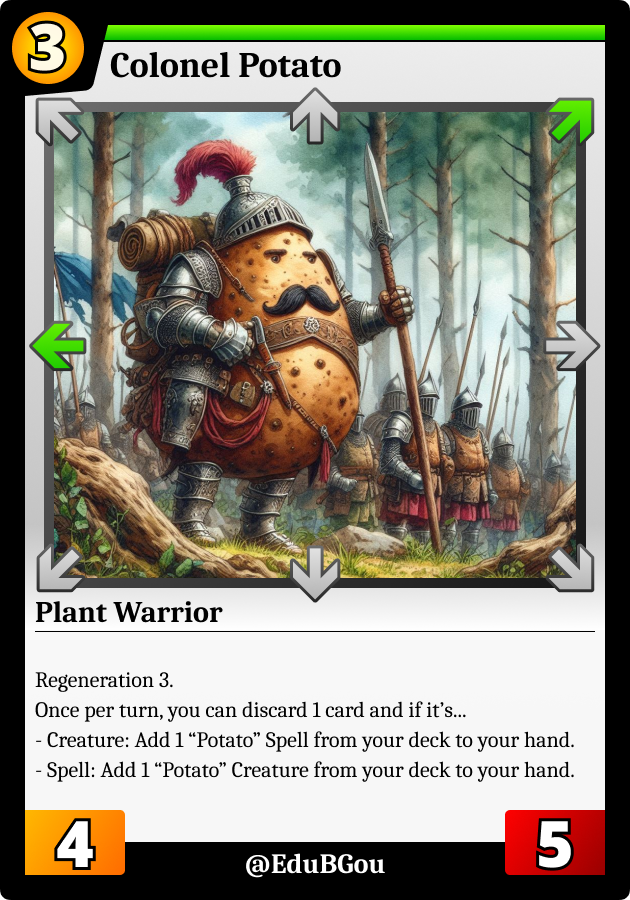 3
Colonel Potato
Plant Warrior
Regeneration 3.
Once per turn, you can discard 1 card and if it’s...
- Creature: Add 1 “Potato” Spell from your deck to your hand.
- Spell: Add 1 “Potato” Creature from your deck to your hand.
4
@EduBGou
5